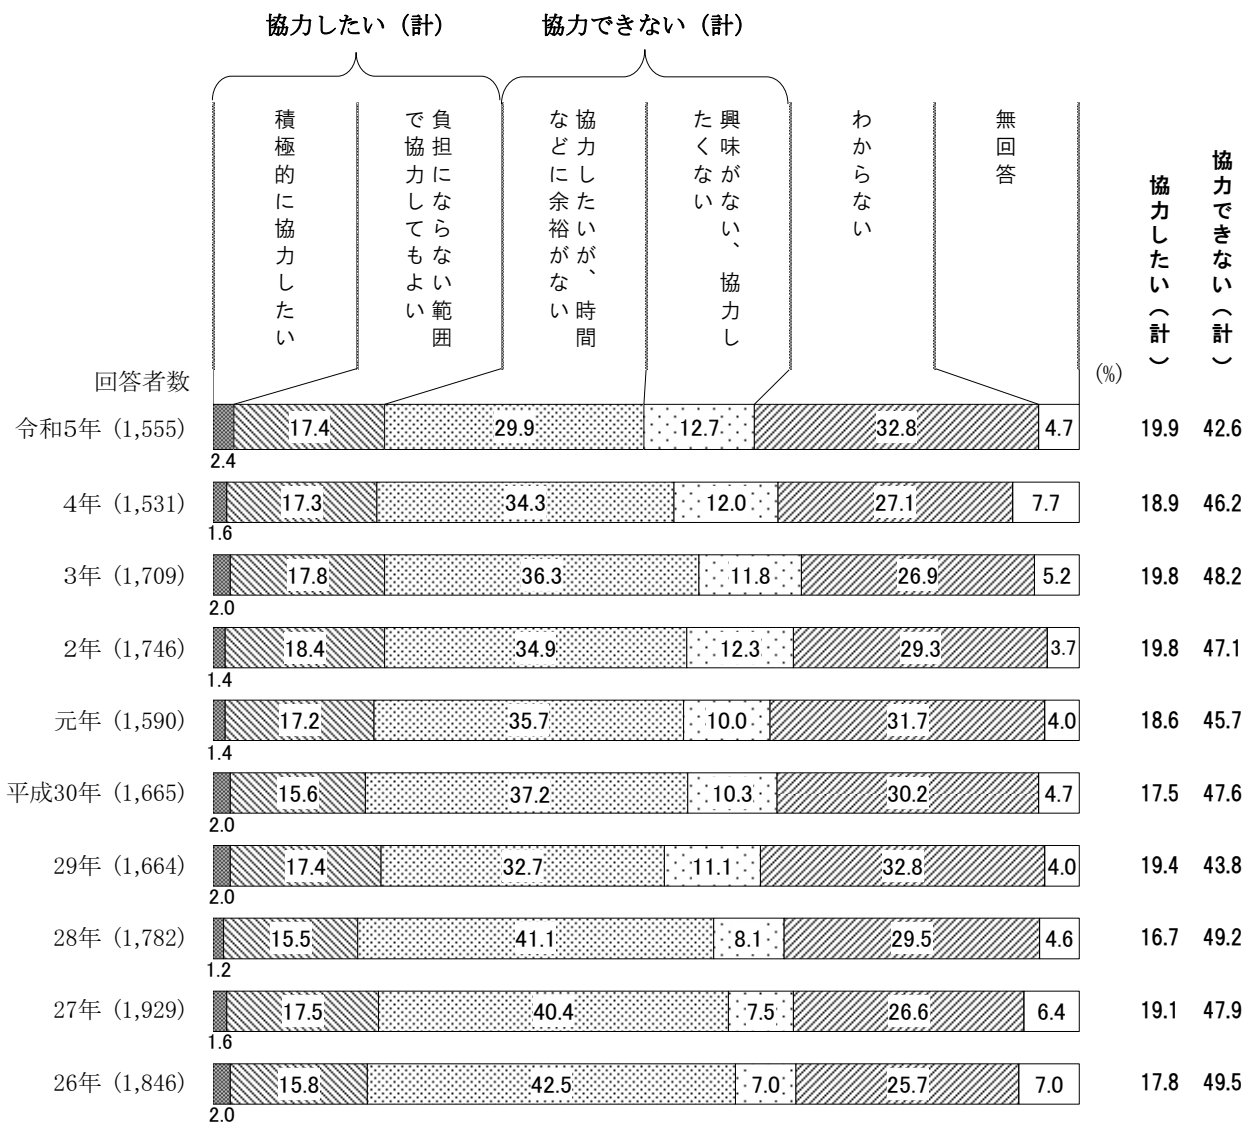 協力したい（計）
協力できない（計）
積極的に協力したい
負担にならない範囲
で協力してもよい
協力したいが、時間
などに余裕がない
興味がない、協力し
たくない
わからない
無回答
協力したい（計）
協力できない（計）
回答者数
(%)
令和5年 (1,555) 17.4 29.9 12.7 32.8 4.7 19.9 42.6
2.4
4年 (1,531) 17.3 34.3 12.0 27.1 7.7 18.9 46.2
1.6
3年 (1,709) 17.8 36.3 11.8 26.9 5.2 19.8 48.2
2.0
2年 (1,746) 18.4 34.9 12.3 29.3 3.7 19.8 47.1
1.4
元年 (1,590) 17.2 35.7 10.0 31.7 4.0 18.6 45.7
1.4
平成30年 (1,665) 15.6 37.2 10.3 30.2 4.7 17.5 47.6
2.0
29年 (1,664) 17.4 32.7 11.1 32.8 4.0 19.4 43.8
2.0
28年 (1,782) 15.5 41.1 8.1 29.5 4.6 16.7 49.2
1.2
27年 (1,929) 17.5 40.4 7.5 26.6 6.4 19.1 47.9
1.6
26年 (1,846) 15.8 42.5 7.0 25.7 7.0 17.8 49.5
2.0